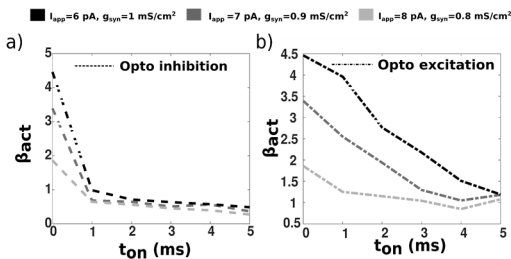 I_app=6 pA, g_syn=1 mS/cm² I_app=7 pA, g_syn=0.9 mS/cm² I_app=8 pA, g_syn=0.8 mS/cm²
a)
Opto inhibition
β_act
5
4
3
2
1
0
0 1 2 3 4 5
t_on (ms)
b)
Opto excitation
β_act
4.5
4
3.5
3
2.5
2
1.5
1
0.5
0 1 2 3 4 5
t_on (ms)